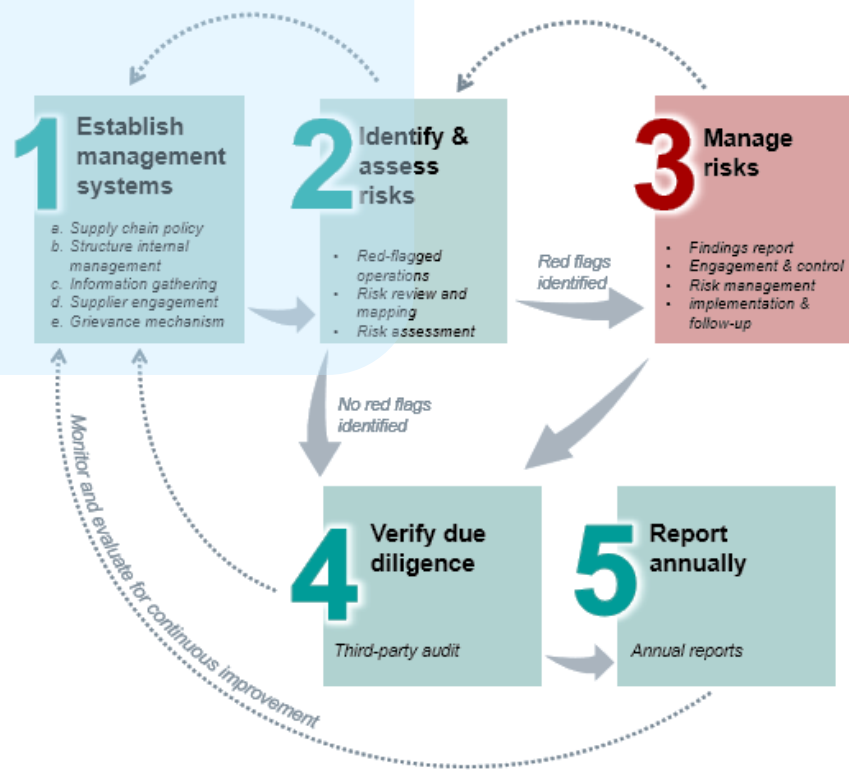 1
Establish
management
systems
a. Supply chain policy
b. Structure internal
management
c. Information gathering
d. Supplier engagement
e. Grievance mechanism
2
Identify &
assess
risks
• Red-flagged
operations
• Risk review and
mapping
• Risk assessment
Red flags
identified
3
Manage
risks
• Findings report
• Engagement & control
• Risk management
• implementation &
follow-up
No red flags
identified
4
Verify due
diligence
Third-party audit
5
Report
annually
Annual reports
Monitor and evaluate for continuous improvement